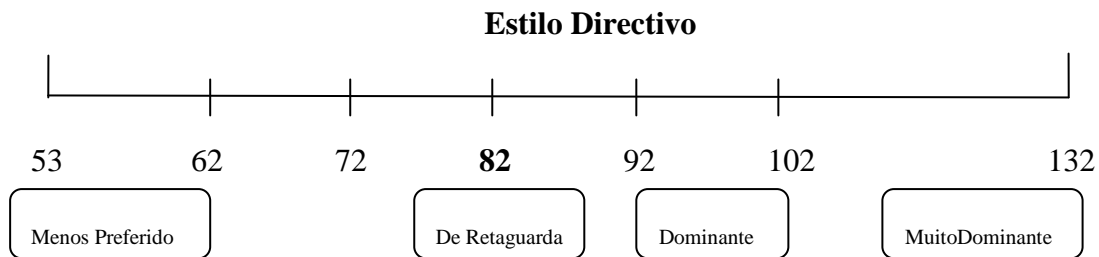 Estilo Directivo
53 62 72 82 92 102 132
Menos Preferido De Retaguarda Dominante MuitoDominante